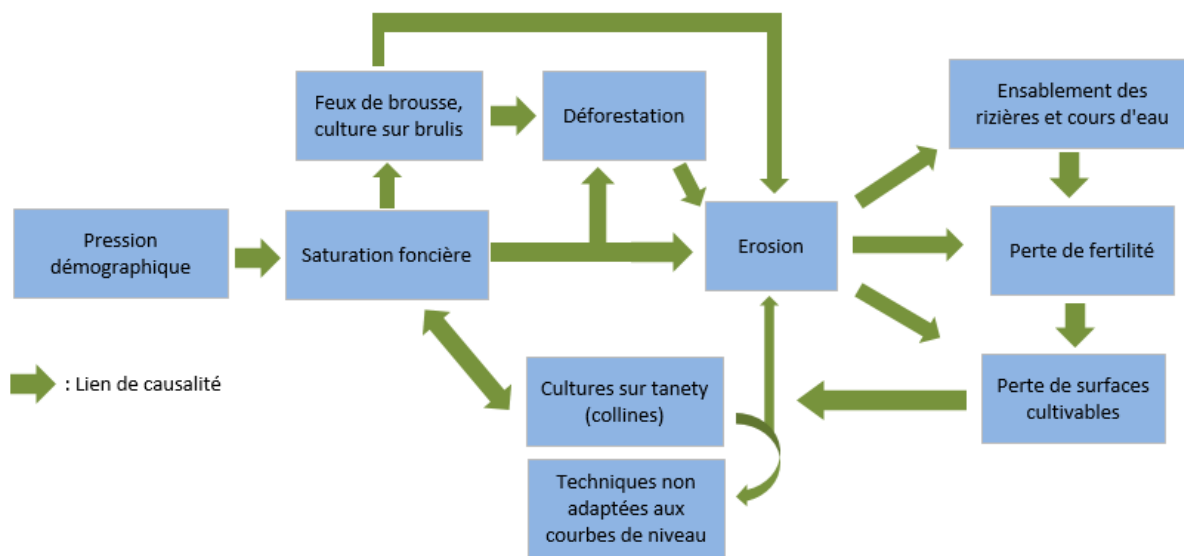 Feux de brousse,
culture sur brulis
Déforestation
Ensablement des
rizières et cours d'eau
Pression
démographique
Saturation foncière
Erosion
Perte de fertilité
: Lien de causalité
Cultures sur tanety
(collines)
Perte de surfaces
cultivables
Techniques non
adaptées aux
courbes de niveau